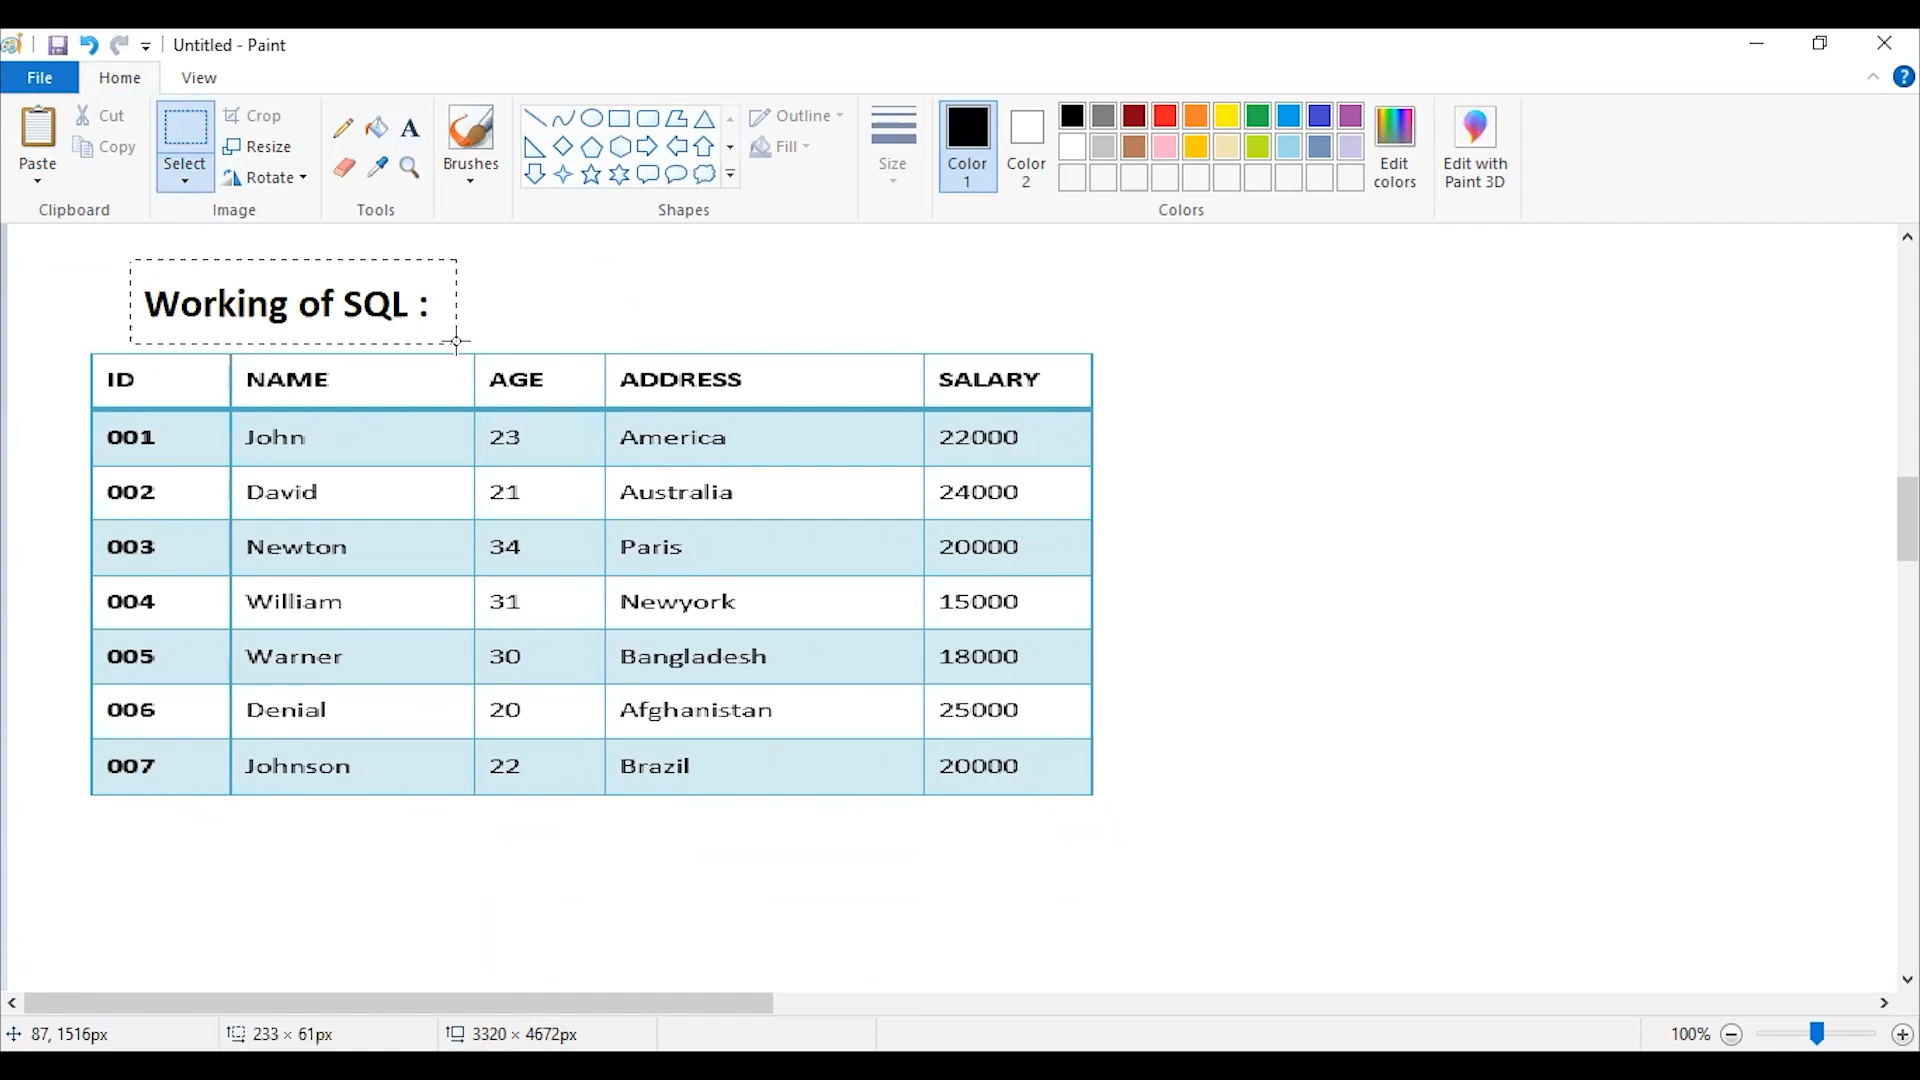 Untitled - Paint
File Home View
Paste Cut Copy Clipboard
Select Crop Resize Rotate Image
Tools
Brushes
Shapes Outline Fill
Size
Color 1 Color 2 Edit colors Colors
Edit with Paint 3D
Working of SQL :
ID NAME AGE ADDRESS SALARY
001 John 23 America 22000
002 David 21 Australia 24000
003 Newton 34 Paris 20000
004 William 31 Newyork 15000
005 Warner 30 Bangladesh 18000
006 Denial 20 Afghanistan 25000
007 Johnson 22 Brazil 20000
87, 1516px 233 × 61px 3320 × 4672px 100%